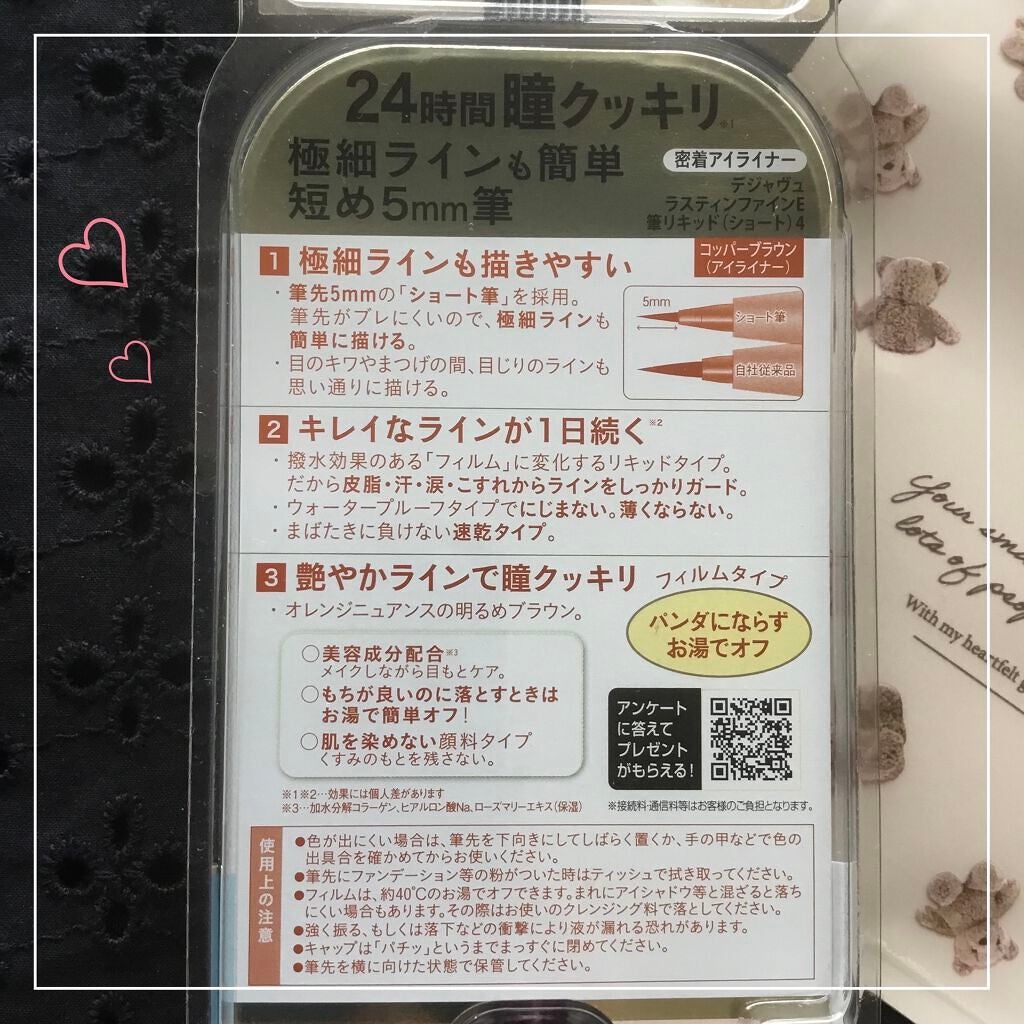 24時間瞳クッキリ※1
極細ラインも簡単
短め5mm筆
密着アイライナー
デジャヴュ
ラスティンファインE
筆リキッド(ショート)4
コッパーブラウン
(アイライナー)
1 極細ラインも描きやすい
・筆先5mmの「ショート筆」を採用。
筆先がブレにくいので、極細ラインも
簡単に描ける。
・目のキワやまつげの間、目じりのラインも
思い通りに描ける。
5mm
ショート筆
自社従来品
2 キレイなラインが1日続く※2
・撥水効果のある「フィルム」に変化するリキッドタイプ。
だから皮脂・汗・涙・こすれからラインをしっかりガード。
・ウォータープルーフタイプでにじまない。薄くならない。
・まばたきに負けない速乾タイプ。
3 艶やかラインで瞳クッキリ
・オレンジニュアンスの明るめブラウン。
フィルムタイプ
パンダにならず
お湯でオフ
○美容成分配合※3
メイクしながら目もとケア。
○もちが良いのに落とすときは
お湯で簡単オフ!
○肌を染めない顔料タイプ
くすみのもとを残さない。
アンケート
に答えて
プレゼント
がもらえる!
※1※2…効果には個人差があります
※3…加水分解コラーゲン、ヒアルロン酸Na、ローズマリーエキス(保湿)
※接続料・通信料等はお客様のご負担となります。
使用上の注意
●色が出にくい場合は、筆先を下向きにしてしばらく置くか、手の甲などで色の
出具合を確かめてからお使いください。
●筆先にファンデーション等の粉がついた時はティッシュで拭き取ってください。
●フィルムは、約40℃のお湯でオフできます。まれにアイシャドウ等と混ざると落ち
にくい場合もあります。その際はお使いのクレンジング料で落としてください。
●強く振る、もしくは落下などの衝撃により液が漏れる恐れがあります。
●キャップは「パチッ」というまでまっすぐに閉めてください。
●筆先を横に向けた状態で保管してください。
Your
lots of
With my heartfelt